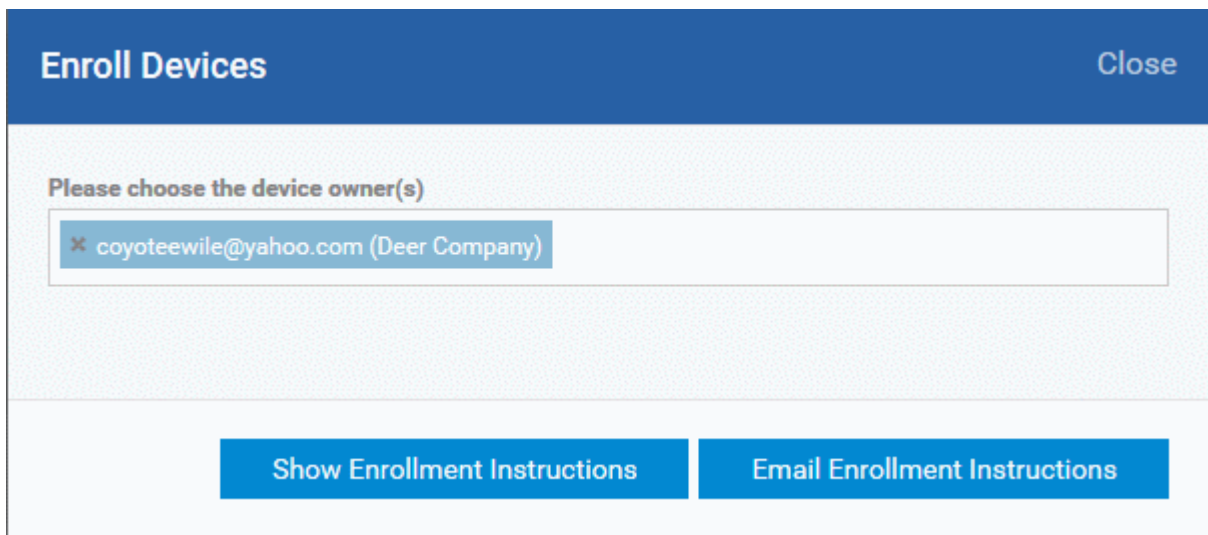 Enroll Devices Close
Please choose the device owner(s)
✖ coyoteewile@yahoo.com (Deer Company)
Show Enrollment Instructions Email Enrollment Instructions